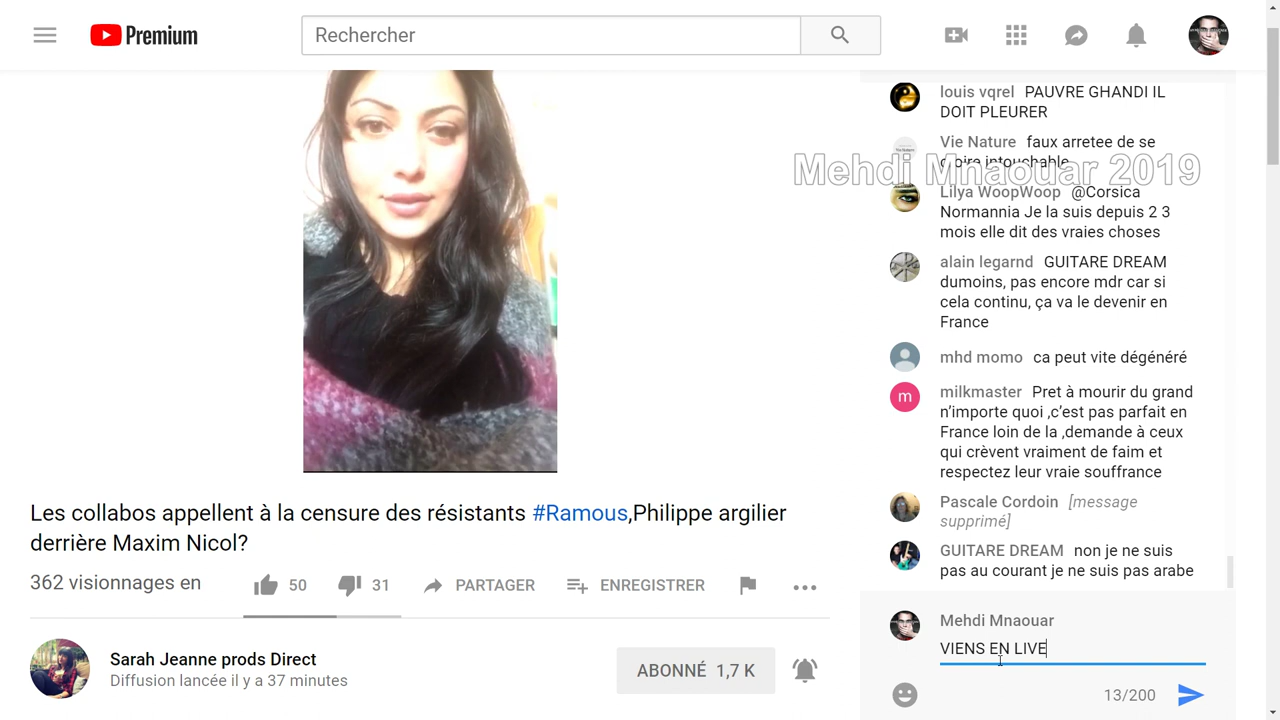 Premium
Rechercher
Les collabos appellent à la censure des résistants #Ramous,Philippe argilier
derrière Maxim Nicol?
362 visionnages en
50
31
PARTAGER
ENREGISTRER
Sarah Jeanne prods Direct
Diffusion lancée il y a 37 minutes
ABONNÉ 1,7 K
louis vqrel PAUVRE GHANDI IL
DOIT PLEURER
Vie Nature faux arretee de se
croire intouchable
Mehdi Mnaouar 2019
Lilya WoopWoop @Corsica
Normannia Je la suis depuis 2 3
mois elle dit des vraies choses
alain legarnd GUITARE DREAM
dumoins, pas encore mdr car si
cela continu, ça va le devenir en
France
mhd momo ca peut vite dégénéré
m
milkmaster Pret à mourir du grand
n’importe quoi ,c’est pas parfait en
France loin de la ,demande à ceux
qui crèvent vraiment de faim et
respectez leur vraie souffrance
Pascale Cordoin [message
supprimé]
GUITARE DREAM non je ne suis
pas au courant je ne suis pas arabe
Mehdi Mnaouar
VIENS EN LIVE
13/200